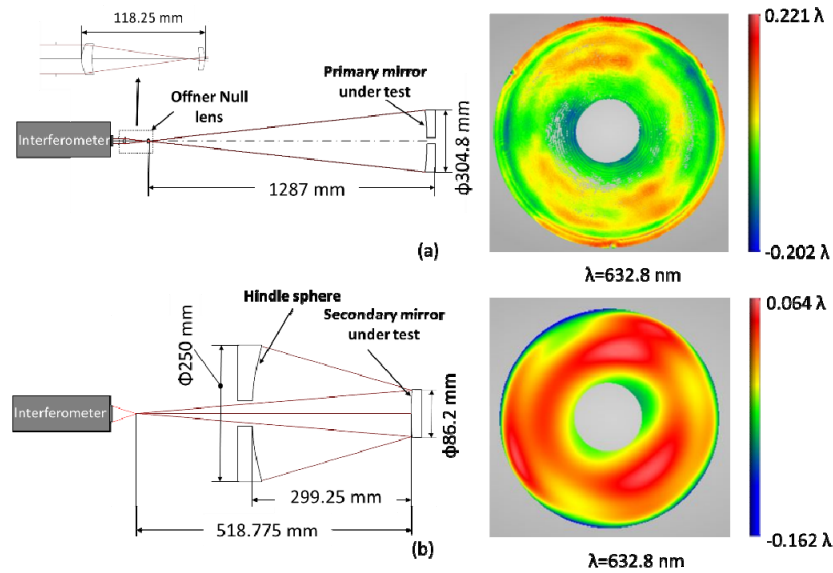 118.25 mm
Offner Null
lens
Primary mirror
under test
Interferometer
ϕ304.8 mm
1287 mm
(a)
0.221 λ
-0.202 λ
λ=632.8 nm
Hindle sphere
Secondary mirror
under test
Φ250 mm
Interferometer
ϕ86.2 mm
299.25 mm
518.775 mm
(b)
0.064 λ
-0.162 λ
λ=632.8 nm